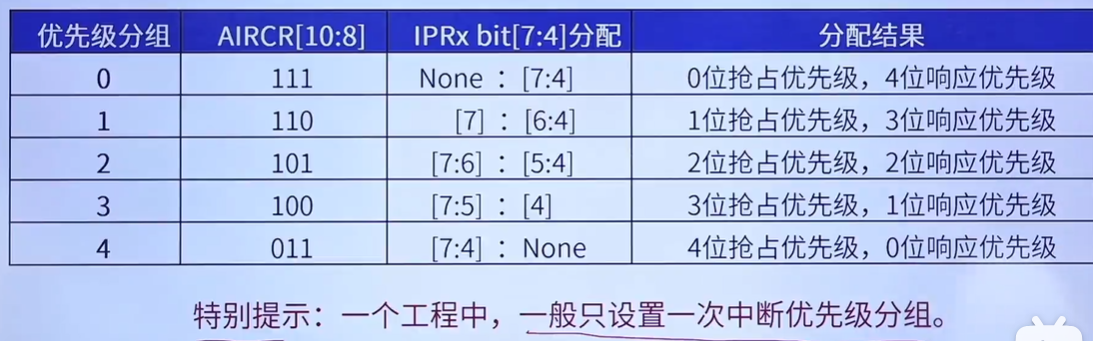 优先级分组 AIRCR[10:8] IPRx bit[7:4]分配 分配结果
0 111 None : [7:4] 0位抢占优先级，4位响应优先级
1 110 [7] : [6:4] 1位抢占优先级，3位响应优先级
2 101 [7:6] : [5:4] 2位抢占优先级，2位响应优先级
3 100 [7:5] : [4] 3位抢占优先级，1位响应优先级
4 011 [7:4] : None 4位抢占优先级，0位响应优先级
特别提示：一个工程中，一般只设置一次中断优先级分组。